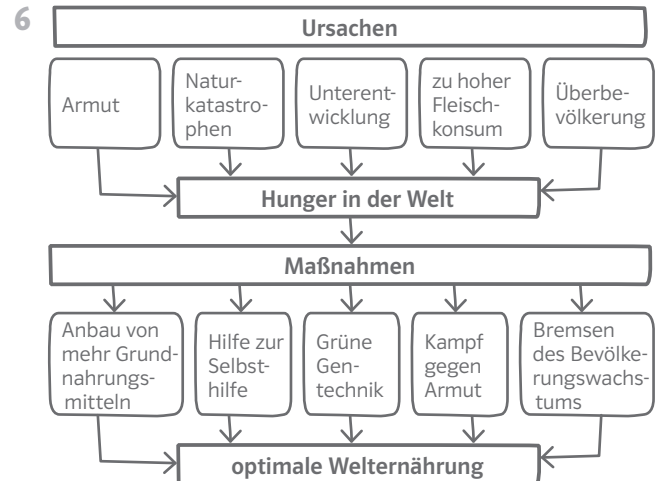 6
Ursachen
Armut
Natur-
katastro-
phen
Unterent-
wicklung
zu hoher
Fleisch-
konsum
Überbe-
völkerung
Hunger in der Welt
Maßnahmen
Anbau von
mehr Grund-
nahrungs-
mitteln
Hilfe zur
Selbst-
hilfe
Grüne
Gen-
technik
Kampf
gegen
Armut
Bremsen
des Bevölke-
rungswachs-
tums
optimale Welternährung